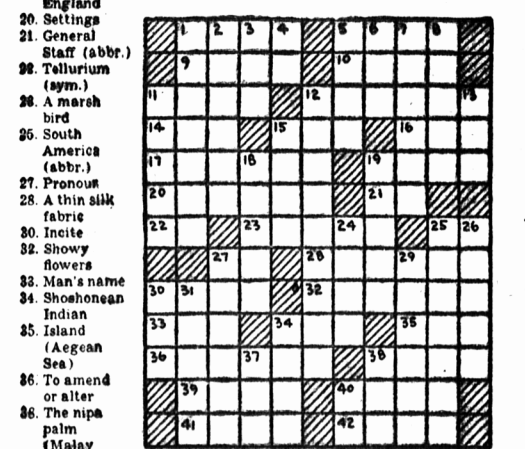 England
20. Settings
21. General
Staff (abbr.)
22. Tellurium
(sym.)
23. A marsh
bird
25. South
America
(abbr.)
27. Pronoun
28. A thin silk
fabric
30. Incite
32. Showy
flowers
33. Man's name
34. Shoshonean
Indian
35. Island
(Aegean
Sea)
36. To amend
or alter
38. The nipa
palm
(Malay
1 2 3 4 5 6 7 8
9 10
11 12 13
14 15 16
17 18 19
20 21
22 23 24 25 26
27 28 29
30 31 32
33 34 35
36 37 38
39 40
41 42